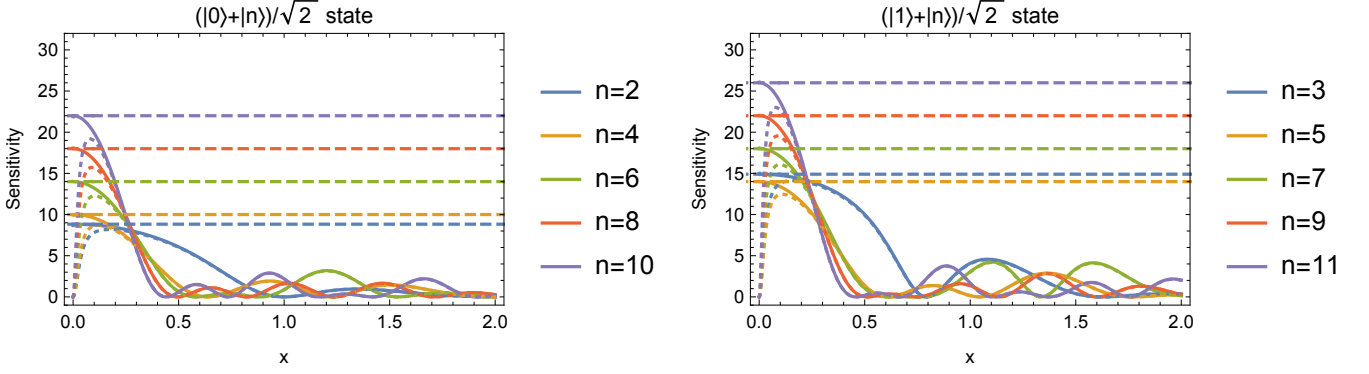 (|0⟩+|n⟩)/√2 state
30
25
20
15
10
5
0
Sensitivity
0.0 0.5 1.0 1.5 2.0
x
n=2
n=4
n=6
n=8
n=10
(|1⟩+|n⟩)/√2 state
30
25
20
15
10
5
0
Sensitivity
0.0 0.5 1.0 1.5 2.0
x
n=3
n=5
n=7
n=9
n=11